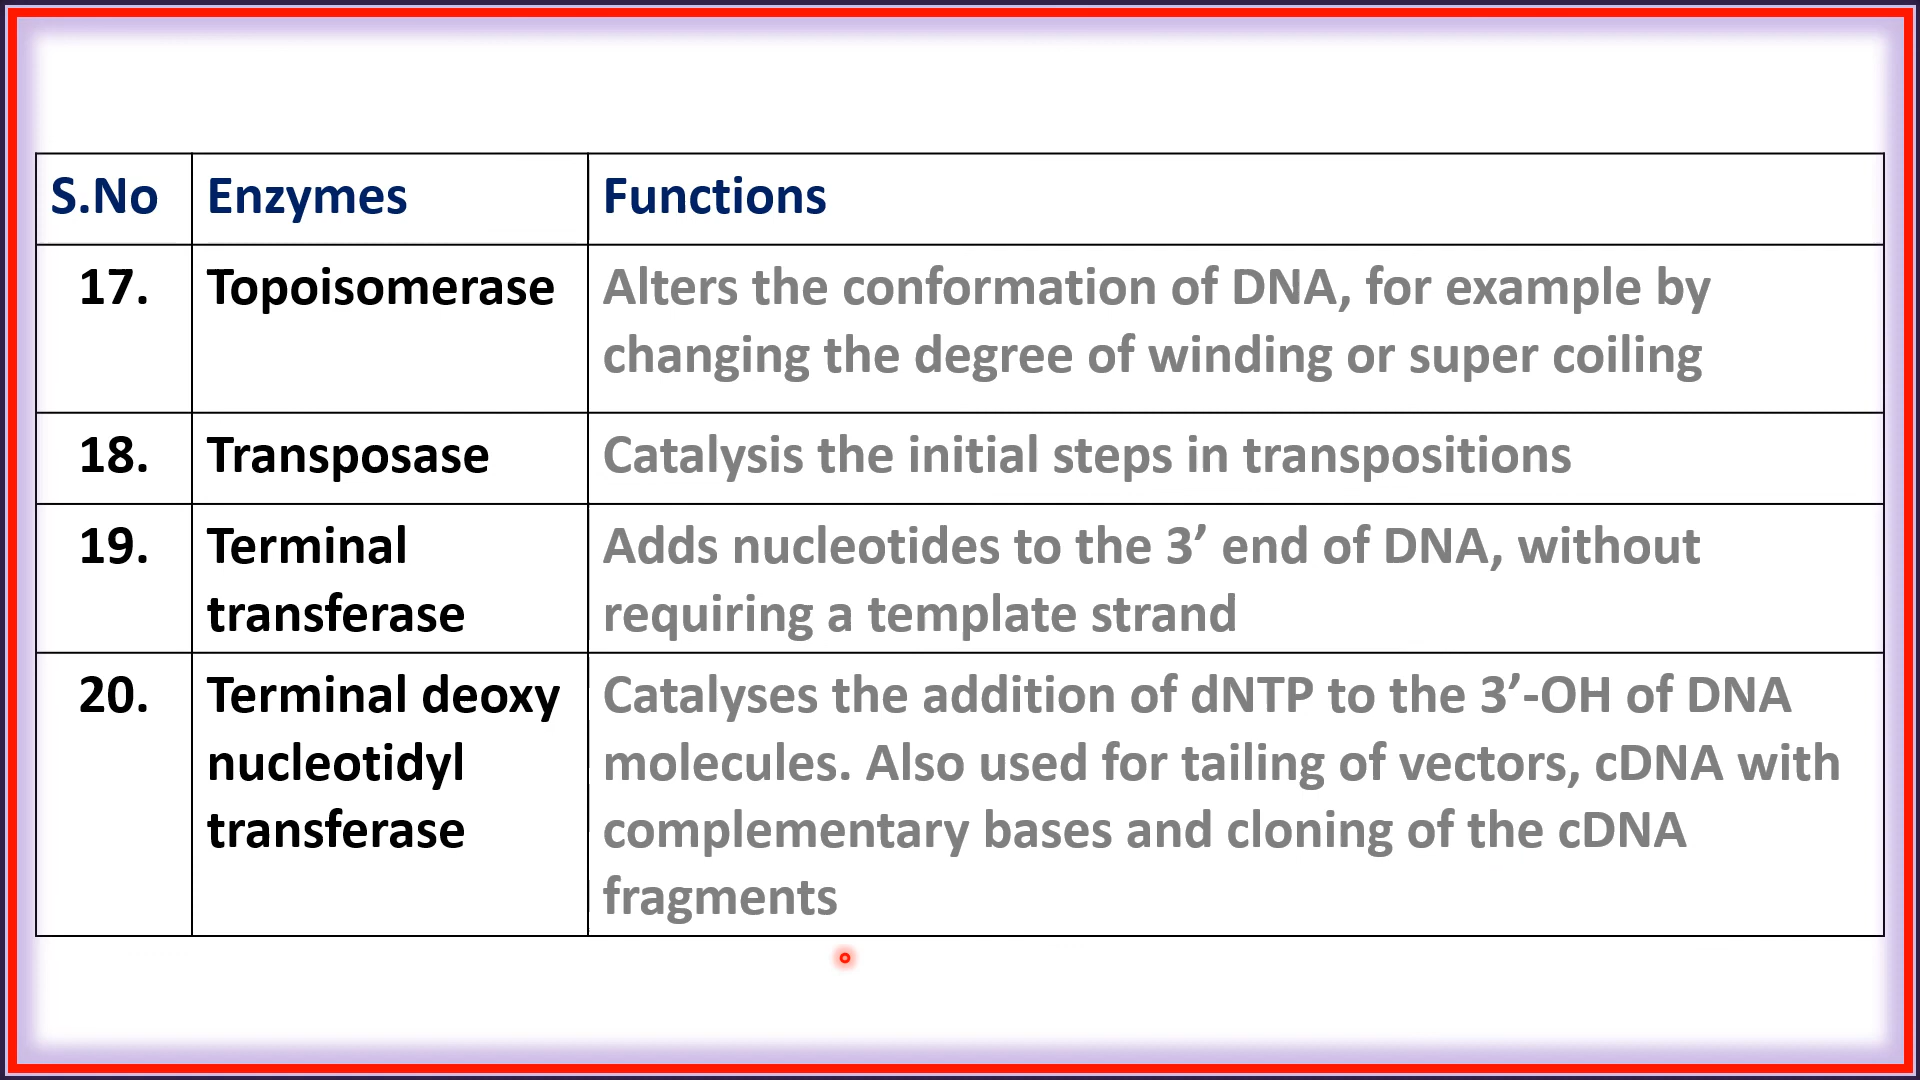 S.No Enzymes Functions
17. Topoisomerase Alters the conformation of DNA, for example by
changing the degree of winding or super coiling
18. Transposase Catalysis the initial steps in transpositions
19. Terminal Adds nucleotides to the 3’ end of DNA, without
transferase requiring a template strand
20. Terminal deoxy Catalyses the addition of dNTP to the 3’-OH of DNA
nucleotidyl molecules. Also used for tailing of vectors, cDNA with
transferase complementary bases and cloning of the cDNA
fragments